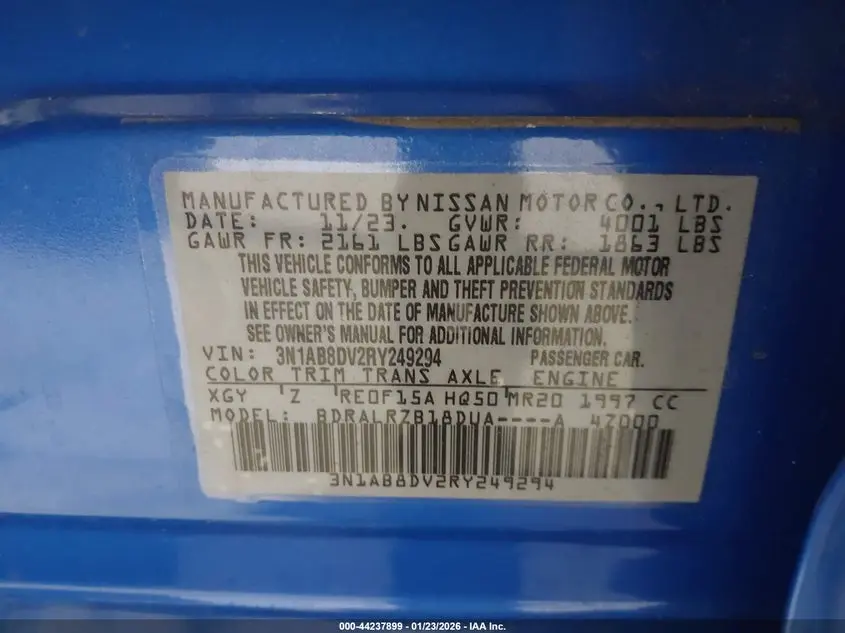 MANUFACTURED BY NISSAN MOTOR CO., LTD.
DATE: 11/23. GVWR: 4001 LBS
GAWR FR: 2161 LBS GAWR RR: 1863 LBS
THIS VEHICLE CONFORMS TO ALL APPLICABLE FEDERAL MOTOR
VEHICLE SAFETY, BUMPER AND THEFT PREVENTION STANDARDS
IN EFFECT ON THE DATE OF MANUFACTURE SHOWN ABOVE.
SEE OWNER'S MANUAL FOR ADDITIONAL INFORMATION.
VIN: 3N1AB8DV2RY249294 PASSENGER CAR.
COLOR TRIM TRANS AXLE ENGINE
XGY Z RE0F15A HQ50 MR20 1997 CC
MODEL: BDRALRZB18DUA----A 4Z000
3N1AB8DV2RY249294
000-44237899 - 01/23/2026 - IAA Inc.